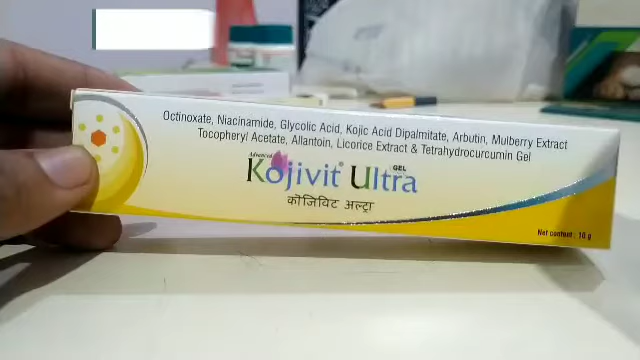 Octinoxate, Niacinamide, Glycolic Acid, Kojic Acid Dipalmitate, Arbutin, Mulberry Extract
Tocopheryl Acetate, Allantoin, Licorice Extract & Tetrahydrocurcumin Gel
Advanced
Kojivit® Ultra GEL
कोजिविट अल्ट्रा
Net content : 10 g